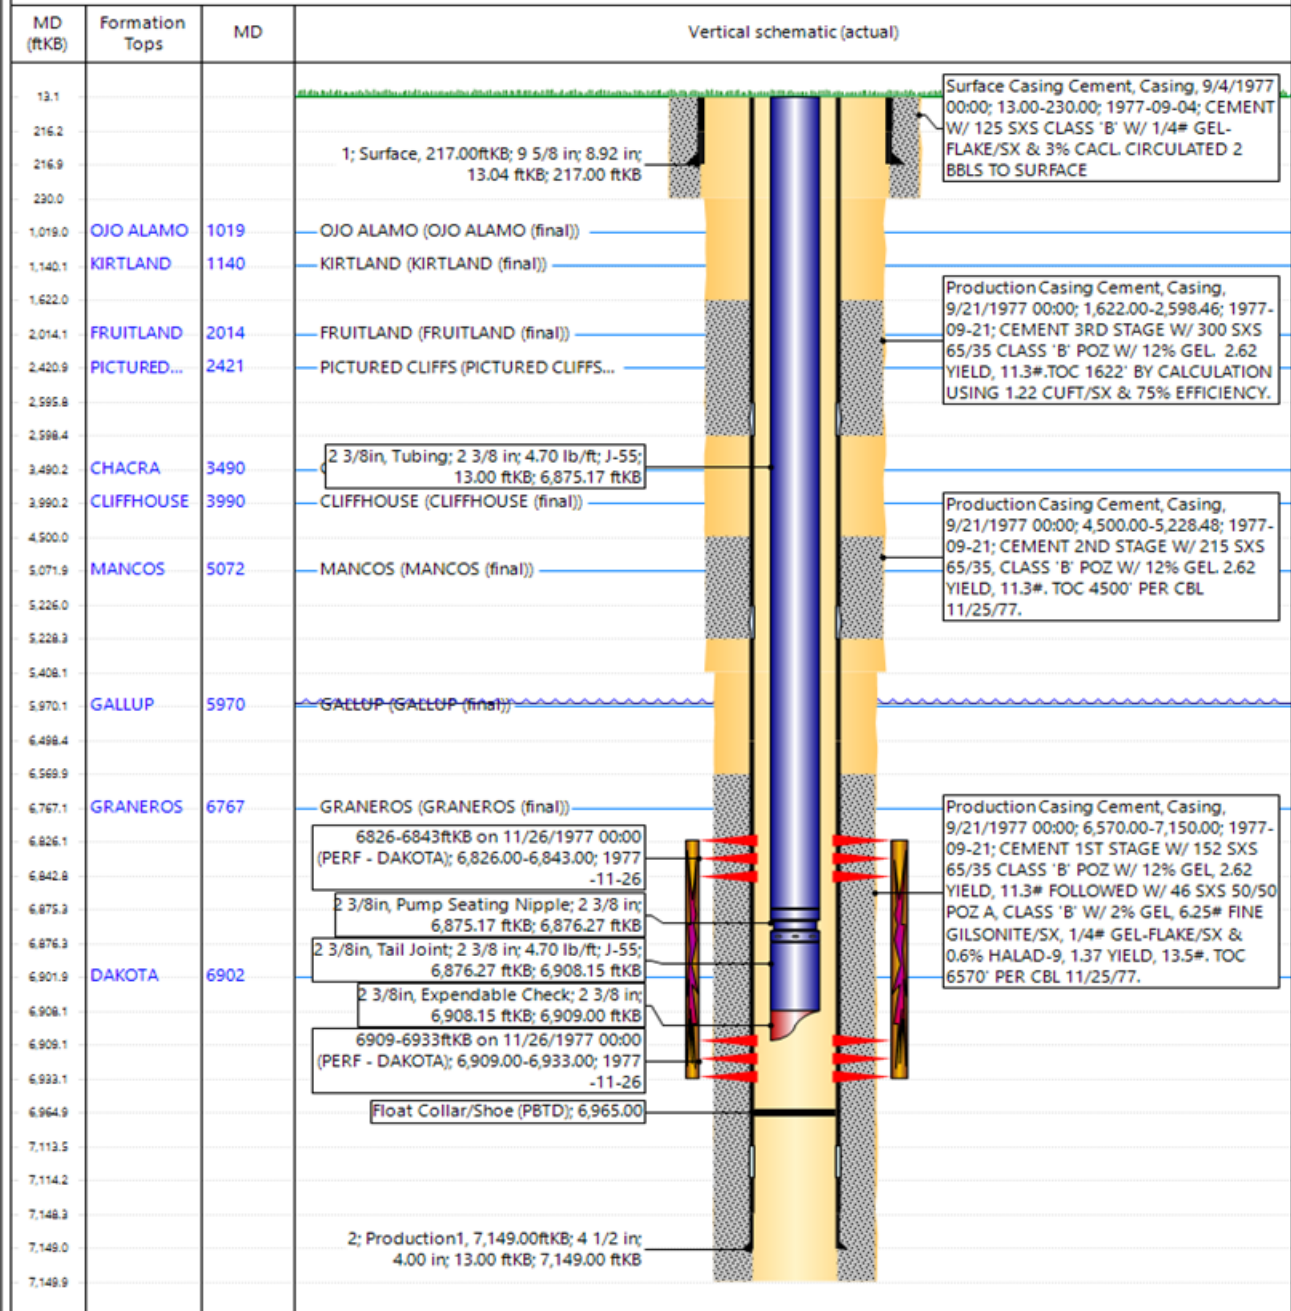 MD
(ftKB)
Formation
Tops
MD
Vertical schematic (actual)
13.1
216.2
216.9
230.0
1,019.0
1,140.1
1,622.0
2,014.1
2,420.9
2,595.8
2,598.4
3,490.2
3,990.2
4,500.0
5,071.9
5,226.0
5,228.3
5,408.1
5,970.1
6,498.4
6,569.9
6,767.1
6,826.1
6,842.8
6,875.3
6,876.3
6,901.9
6,908.1
6,909.1
6,933.1
6,964.9
7,113.5
7,114.2
7,148.3
7,149.0
7,149.9
OJO ALAMO 1019
KIRTLAND 1140
FRUITLAND 2014
PICTURED... 2421
CHACRA 3490
CLIFFHOUSE 3990
MANCOS 5072
GALLUP 5970
GRANEROS 6767
DAKOTA 6902
1; Surface, 217.00ftKB; 9 5/8 in; 8.92 in;
13.04 ftKB; 217.00 ftKB
OJO ALAMO (OJO ALAMO (final))
KIRTLAND (KIRTLAND (final))
FRUITLAND (FRUITLAND (final))
PICTURED CLIFFS (PICTURED CLIFFS...
2 3/8in, Tubing; 2 3/8 in; 4.70 lb/ft; J-55;
13.00 ftKB; 6,875.17 ftKB
CLIFFHOUSE (CLIFFHOUSE (final))
MANCOS (MANCOS (final))
GALLUP (GALLUP (final))
GRANEROS (GRANEROS (final))
6826-6843ftKB on 11/26/1977 00:00
(PERF - DAKOTA); 6,826.00-6,843.00; 1977
-11-26
2 3/8in, Pump Seating Nipple; 2 3/8 in;
6,875.17 ftKB; 6,876.27 ftKB
2 3/8in, Tail Joint; 2 3/8 in; 4.70 lb/ft; J-55;
6,876.27 ftKB; 6,908.15 ftKB
2 3/8in, Expendable Check; 2 3/8 in;
6,908.15 ftKB; 6,909.00 ftKB
6909-6933ftKB on 11/26/1977 00:00
(PERF - DAKOTA); 6,909.00-6,933.00; 1977
-11-26
Float Collar/Shoe (PBTD); 6,965.00
2; Production1, 7,149.00ftKB; 4 1/2 in;
4.00 in; 13.00 ftKB; 7,149.00 ftKB
Surface Casing Cement, Casing, 9/4/1977
00:00; 13.00-230.00; 1977-09-04; CEMENT
W/ 125 SXS CLASS 'B' W/ 1/4# GEL-
FLAKE/SX & 3% CACL. CIRCULATED 2
BBLS TO SURFACE
Production Casing Cement, Casing,
9/21/1977 00:00; 1,622.00-2,598.46; 1977-
09-21; CEMENT 3RD STAGE W/ 300 SXS
65/35 CLASS 'B' POZ W/ 12% GEL. 2.62
YIELD, 11.3#.TOC 1622' BY CALCULATION
USING 1.22 CUFT/SX & 75% EFFICIENCY.
Production Casing Cement, Casing,
9/21/1977 00:00; 4,500.00-5,228.48; 1977-
09-21; CEMENT 2ND STAGE W/ 215 SXS
65/35, CLASS 'B' POZ W/ 12% GEL. 2.62
YIELD, 11.3#. TOC 4500' PER CBL
11/25/77.
Production Casing Cement, Casing,
9/21/1977 00:00; 6,570.00-7,150.00; 1977-
09-21; CEMENT 1ST STAGE W/ 152 SXS
65/35 CLASS 'B' POZ W/ 12% GEL, 2.62
YIELD, 11.3# FOLLOWED W/ 46 SXS 50/50
POZ A, CLASS 'B' W/ 2% GEL, 6.25# FINE
GILSONITE/SX, 1/4# GEL-FLAKE/SX &
0.6% HALAD-9, 1.37 YIELD, 13.5#. TOC
6570' PER CBL 11/25/77.